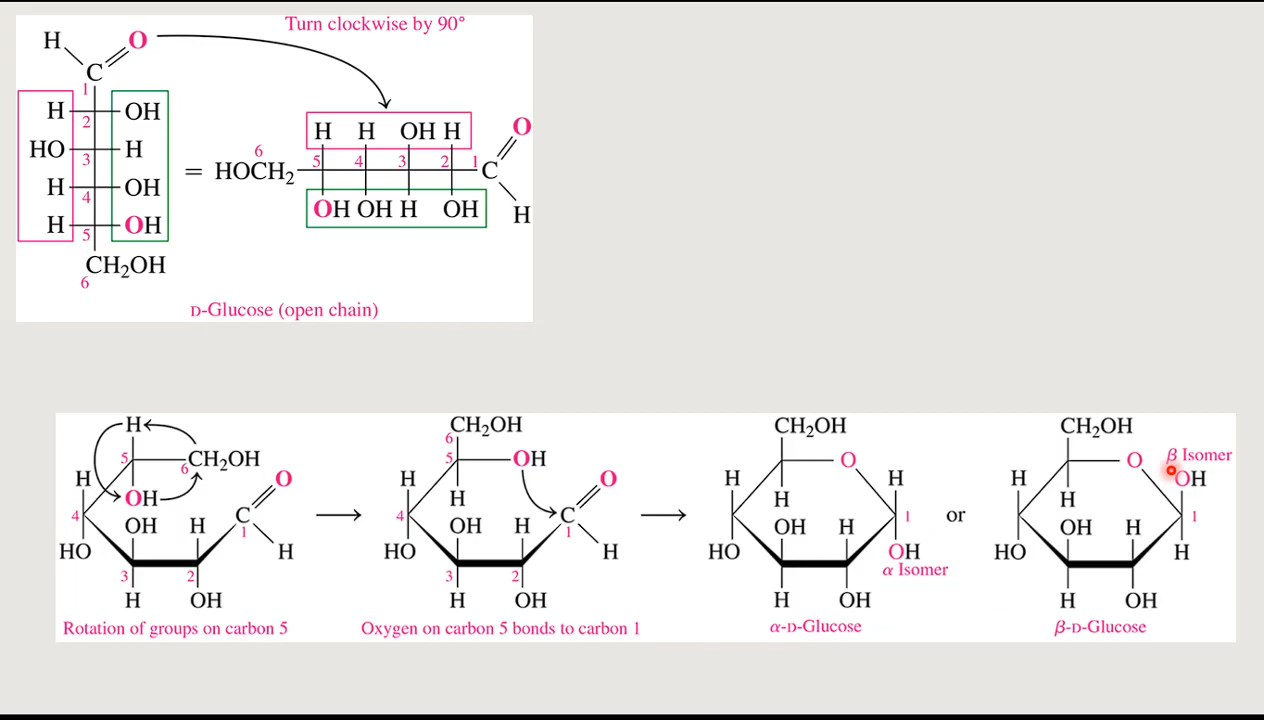 Turn clockwise by 90°
H O
C
1
H 2 OH
HO 3 H
H 4 OH
H 5 OH
CH₂OH
6
=
H H OH H O
6 5 4 3 2 1
HOCH₂ C
OH OH H OH H
D-Glucose (open chain)
H
5 6 CH₂OH
H OH O
4 OH H C
1
HO H
3 2
H OH
Rotation of groups on carbon 5
CH₂OH
6
5 OH
H H O
4 OH H C
1
HO H
3 2
H OH
Oxygen on carbon 5 bonds to carbon 1
CH₂OH
O
H H H
1
OH H
HO OH
α Isomer
H OH
α-D-Glucose
or
CH₂OH
O β Isomer
H H OH
1
OH H
HO H
H OH
β-D-Glucose